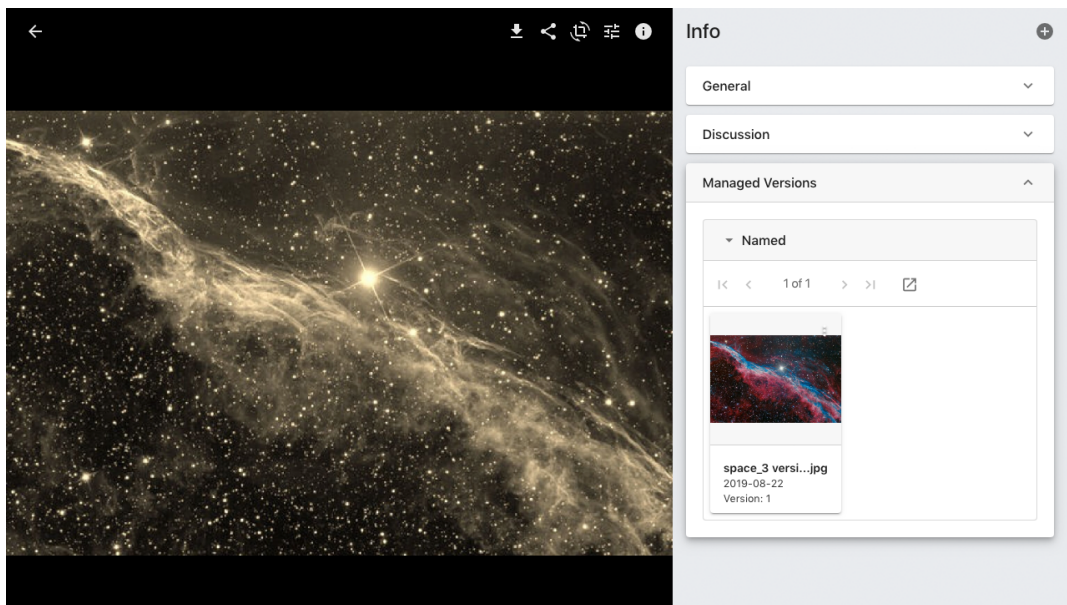 Info
General
Discussion
Managed Versions
Named
1 of 1
space_3 versi...jpg
2019-08-22
Version: 1